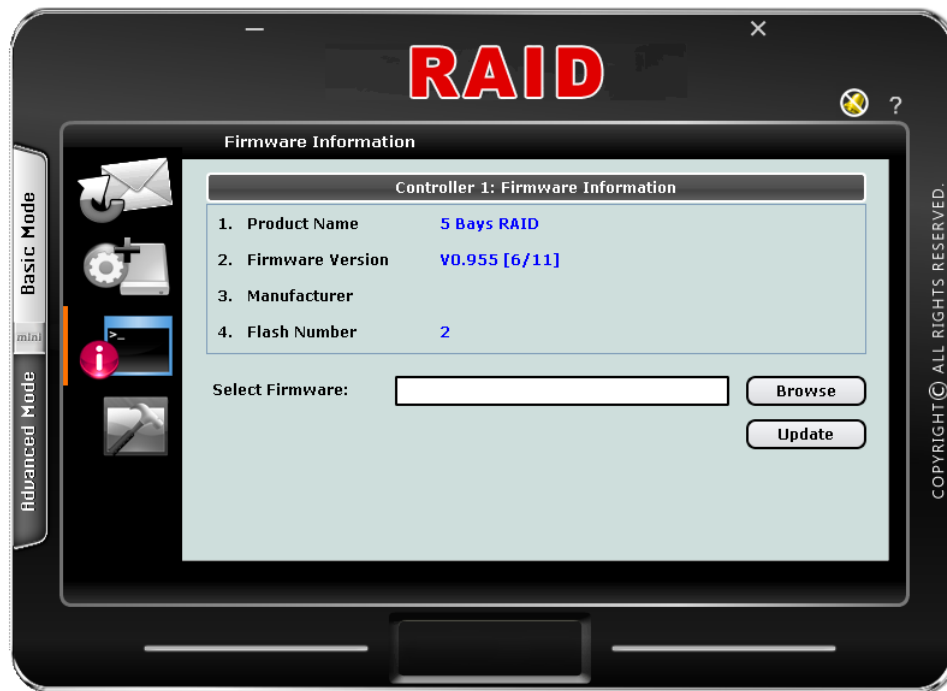 RAID
?
Firmware Information
Controller 1: Firmware Information
1. Product Name 5 Bays RAID
2. Firmware Version V0.955 [6/11]
3. Manufacturer
4. Flash Number 2
Select Firmware: Browse
Update
Basic Mode
mini
Advanced Mode
>_
i
COPYRIGHT© ALL RIGHTS RESERVED.